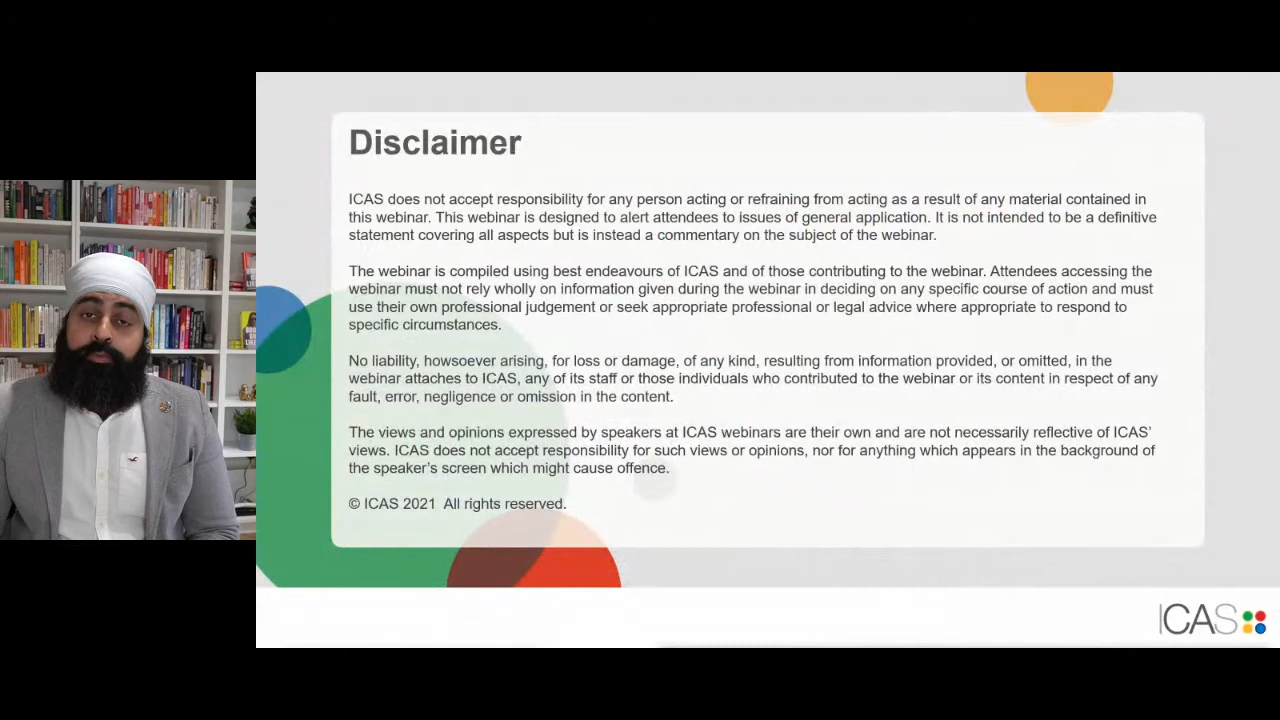 Disclaimer
ICAS does not accept responsibility for any person acting or refraining from acting as a result of any material contained in
this webinar. This webinar is designed to alert attendees to issues of general application. It is not intended to be a definitive
statement covering all aspects but is instead a commentary on the subject of the webinar.
The webinar is compiled using best endeavours of ICAS and of those contributing to the webinar. Attendees accessing the
webinar must not rely wholly on information given during the webinar in deciding on any specific course of action and must
use their own professional judgement or seek appropriate professional or legal advice where appropriate to respond to
specific circumstances.
No liability, howsoever arising, for loss or damage, of any kind, resulting from information provided, or omitted, in the
webinar attaches to ICAS, any of its staff or those individuals who contributed to the webinar or its content in respect of any
fault, error, negligence or omission in the content.
The views and opinions expressed by speakers at ICAS webinars are their own and are not necessarily reflective of ICAS’
views. ICAS does not accept responsibility for such views or opinions, nor for anything which appears in the background of
the speaker’s screen which might cause offence.
© ICAS 2021 All rights reserved.
ICAS